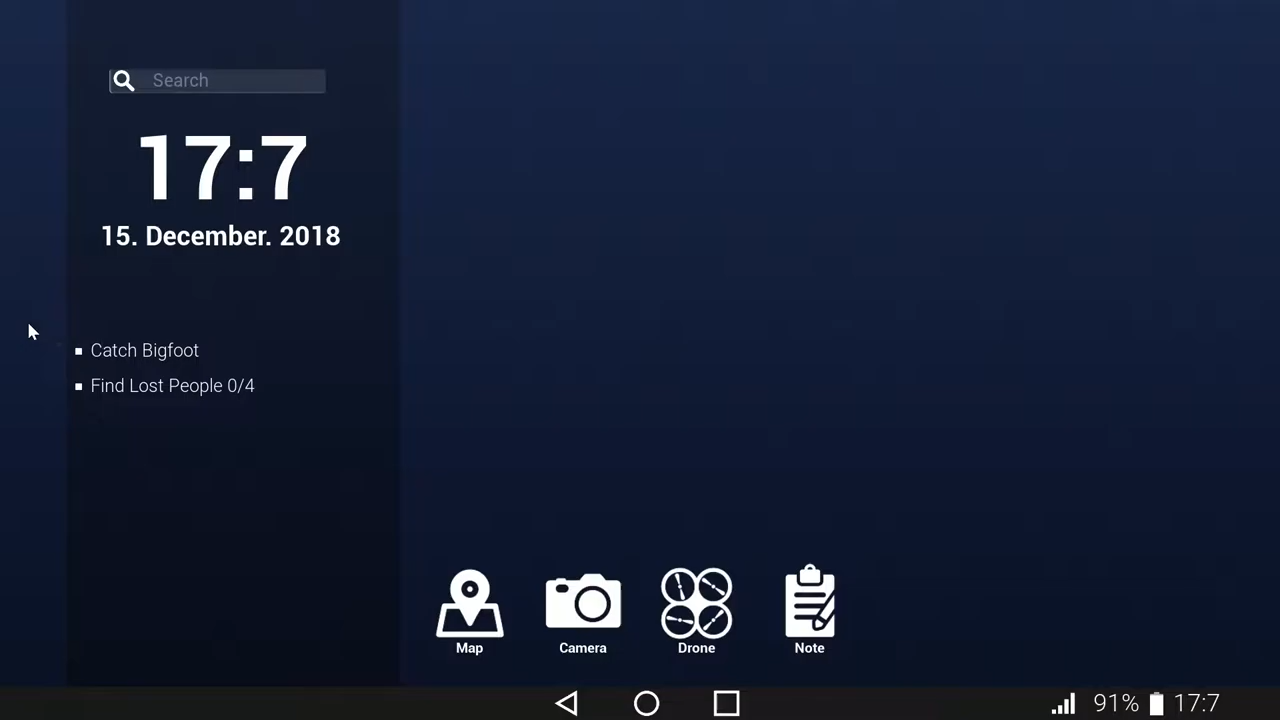 Search
17:7
15. December. 2018
Catch Bigfoot
Find Lost People 0/4
Map
Camera
Drone
Note
91% 17:7